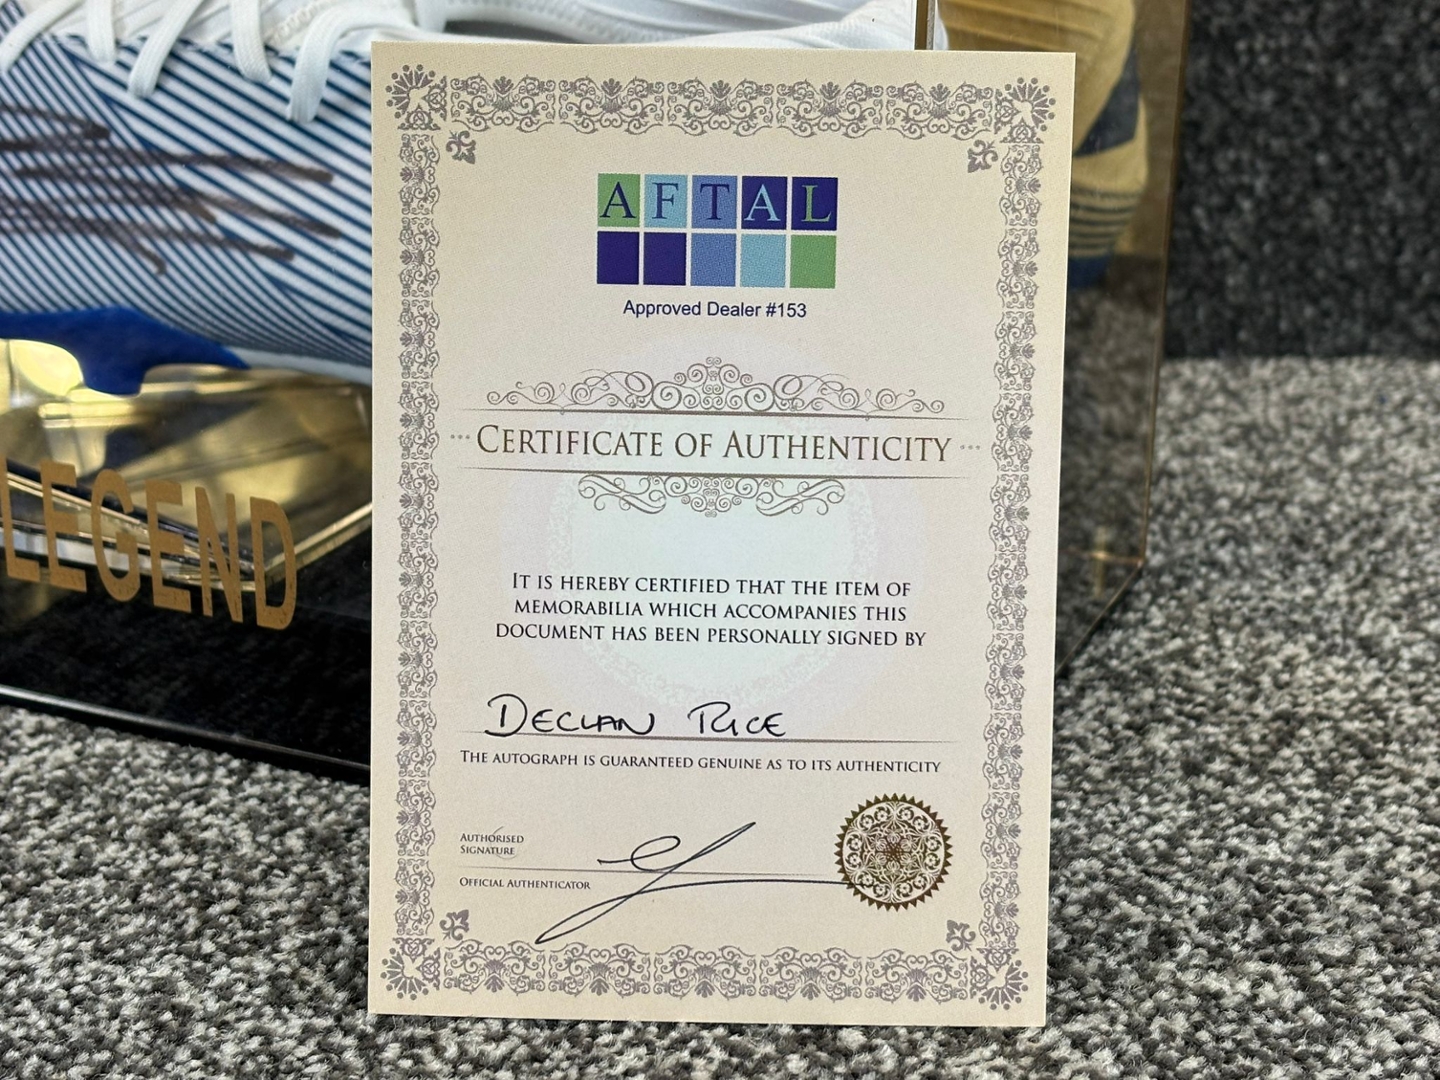 AFTAL
Approved Dealer #153
CERTIFICATE OF AUTHENTICITY
IT IS HEREBY CERTIFIED THAT THE ITEM OF
MEMORABILIA WHICH ACCOMPANIES THIS
DOCUMENT HAS BEEN PERSONALLY SIGNED BY
DECLAN RICE
THE AUTOGRAPH IS GUARANTEED GENUINE AS TO ITS AUTHENTICITY
AUTHORISED
SIGNATURE
OFFICIAL AUTHENTICATOR
LEGEND